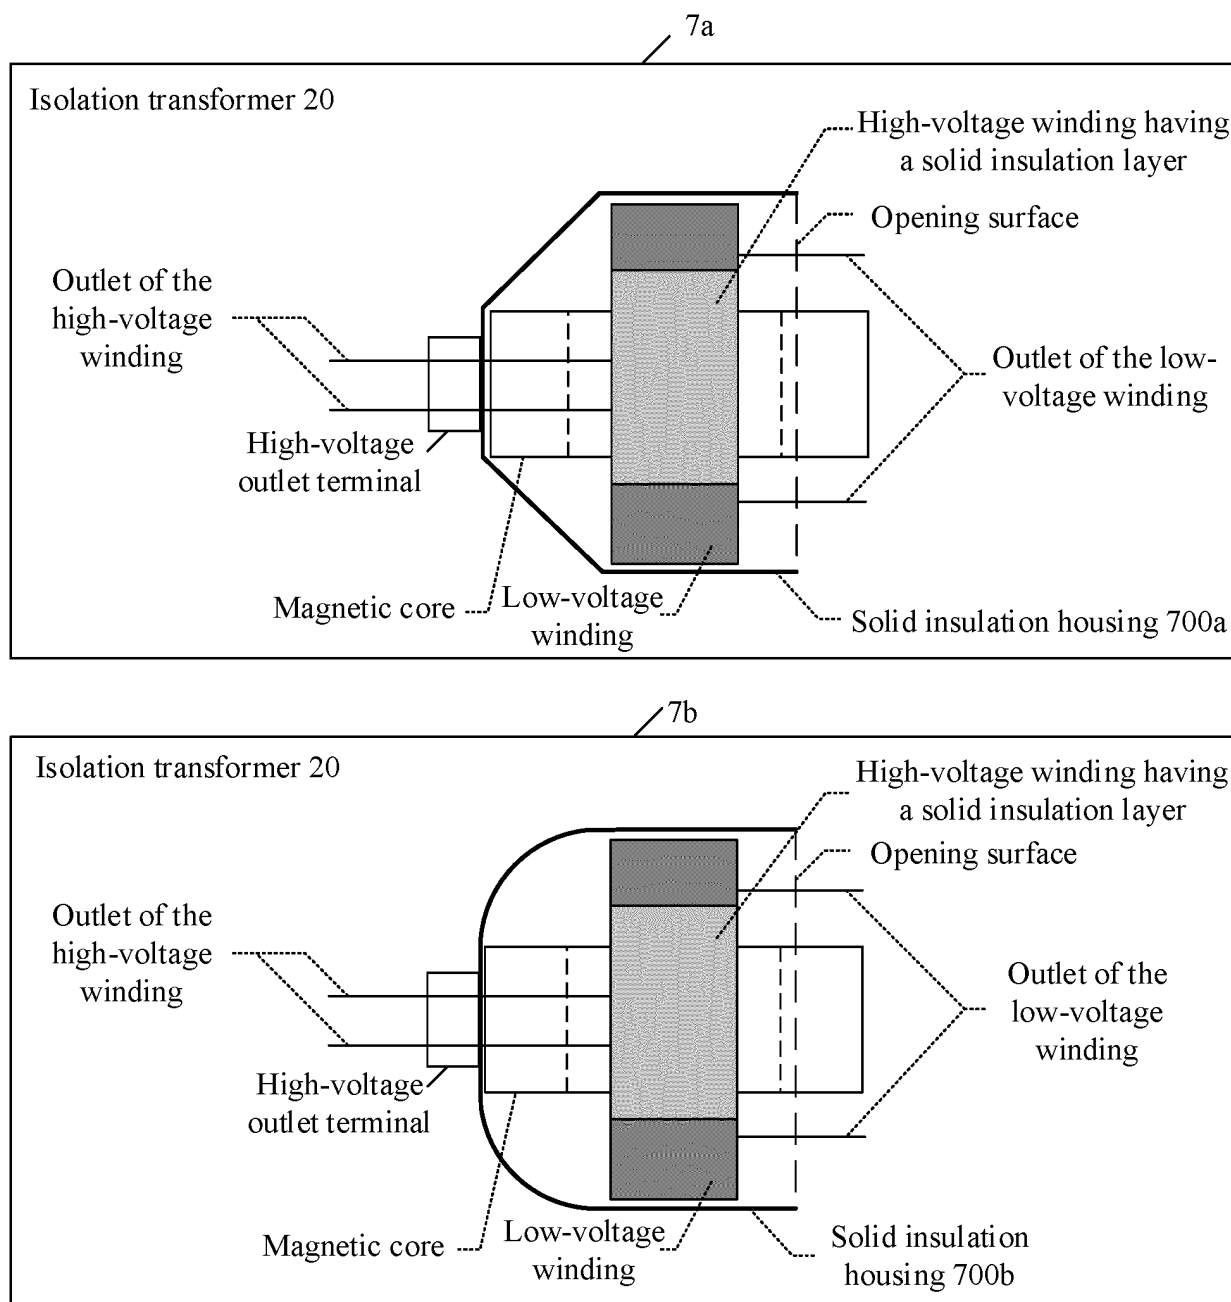 7a
Isolation transformer 20
High-voltage winding having
a solid insulation layer
Opening surface
Outlet of the
high-voltage
winding
Outlet of the low-
voltage winding
High-voltage
outlet terminal
Magnetic core
Low-voltage
winding
Solid insulation housing 700a
7b
Isolation transformer 20
High-voltage winding having
a solid insulation layer
Opening surface
Outlet of the
high-voltage
winding
Outlet of the
low-voltage
winding
High-voltage
outlet terminal
Magnetic core
Low-voltage
winding
Solid insulation
housing 700b